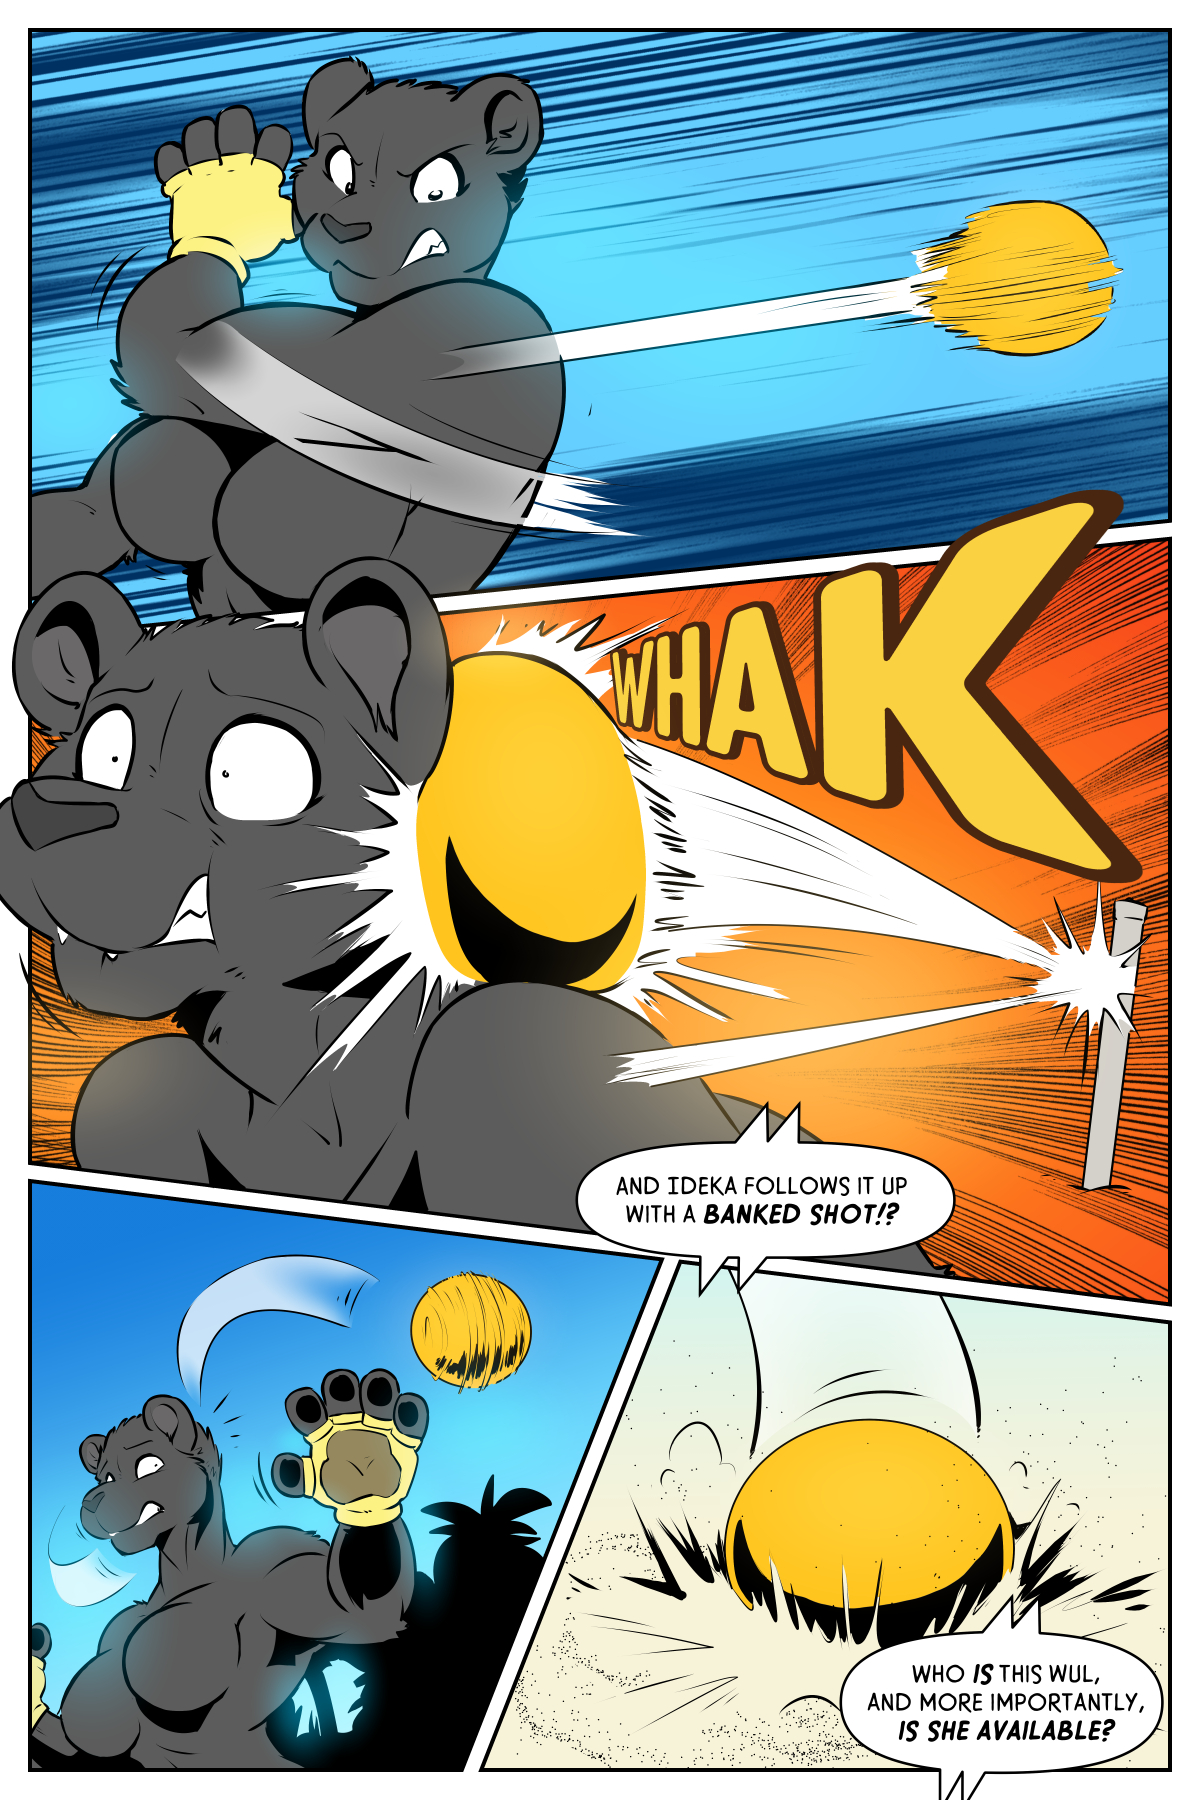 WHAK
AND IDEKA FOLLOWS IT UP
WITH A BANKED SHOT!?
WHO IS THIS WUL,
AND MORE IMPORTANTLY,
IS SHE AVAILABLE?